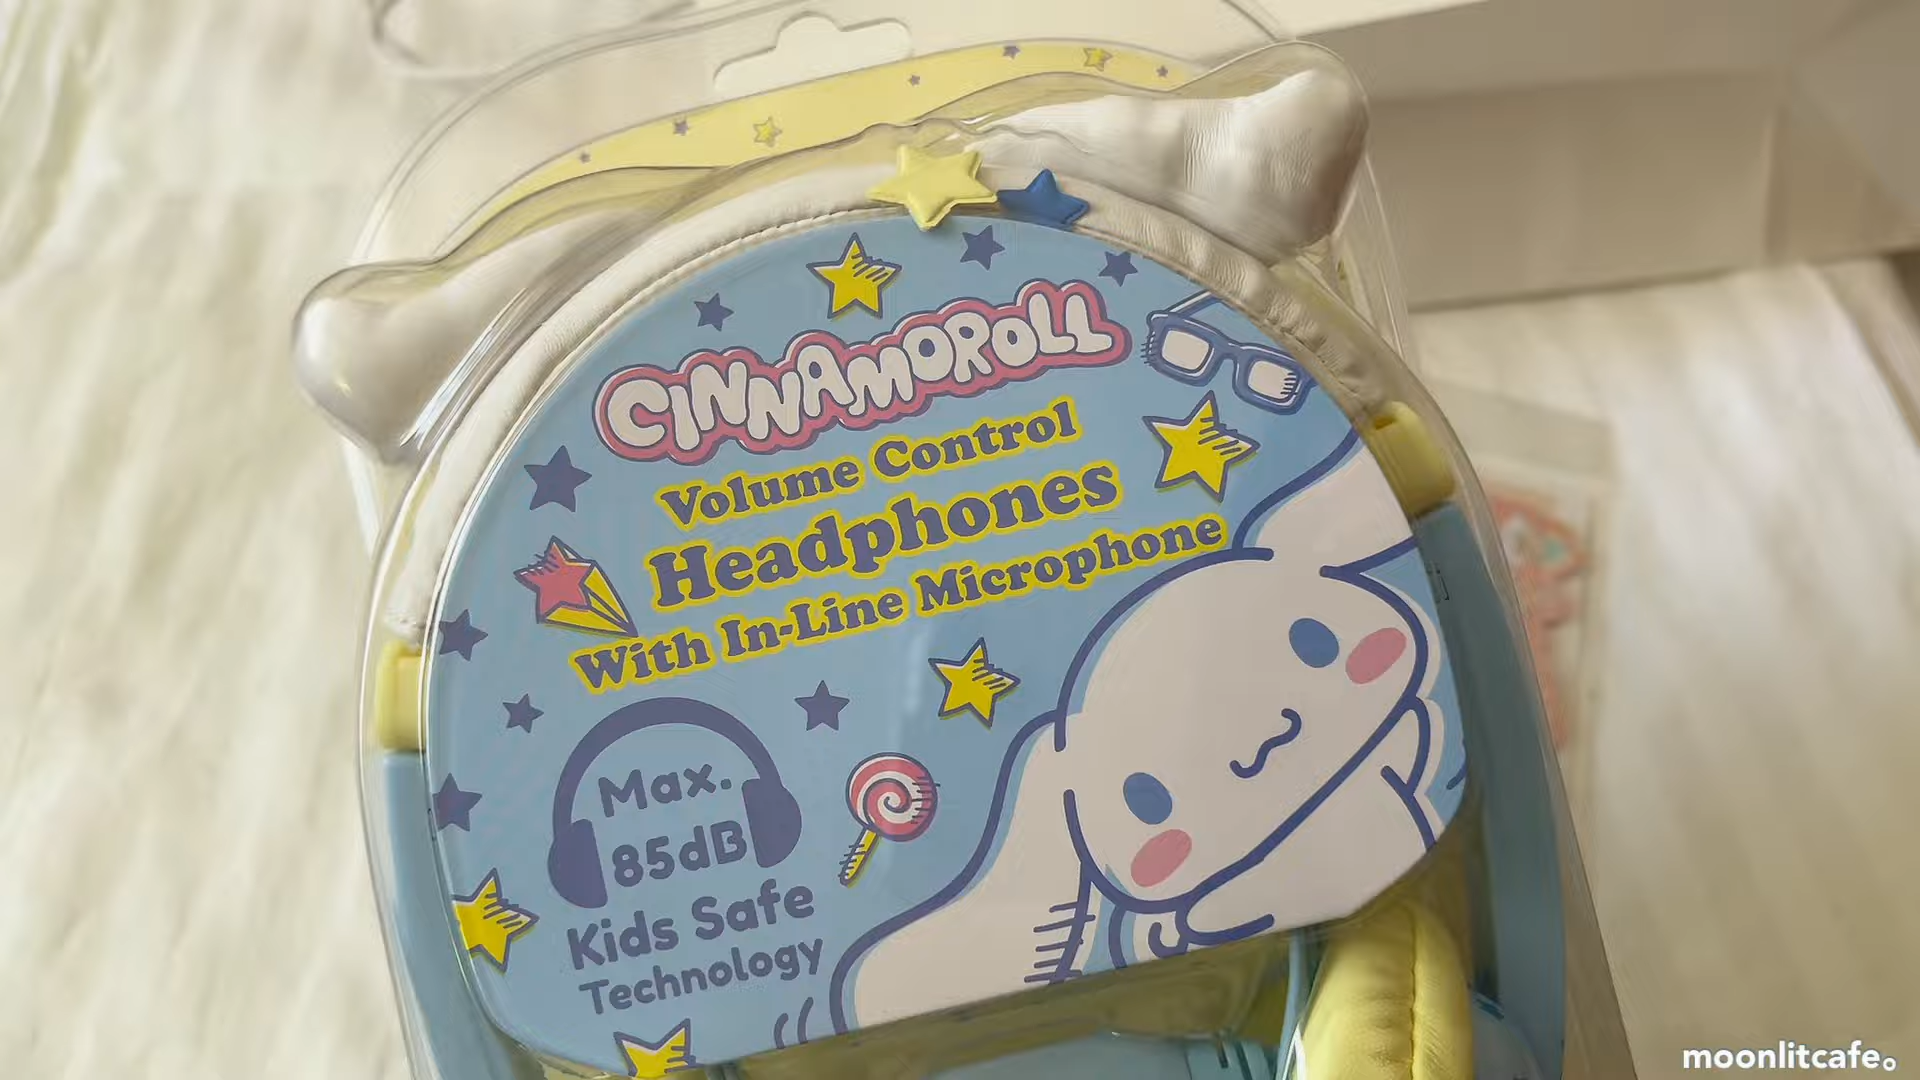 CINNAMOROLL
Volume Control
Headphones
With In-Line Microphone
Max.
85dB
Kids Safe
Technology
moonlitcafe.